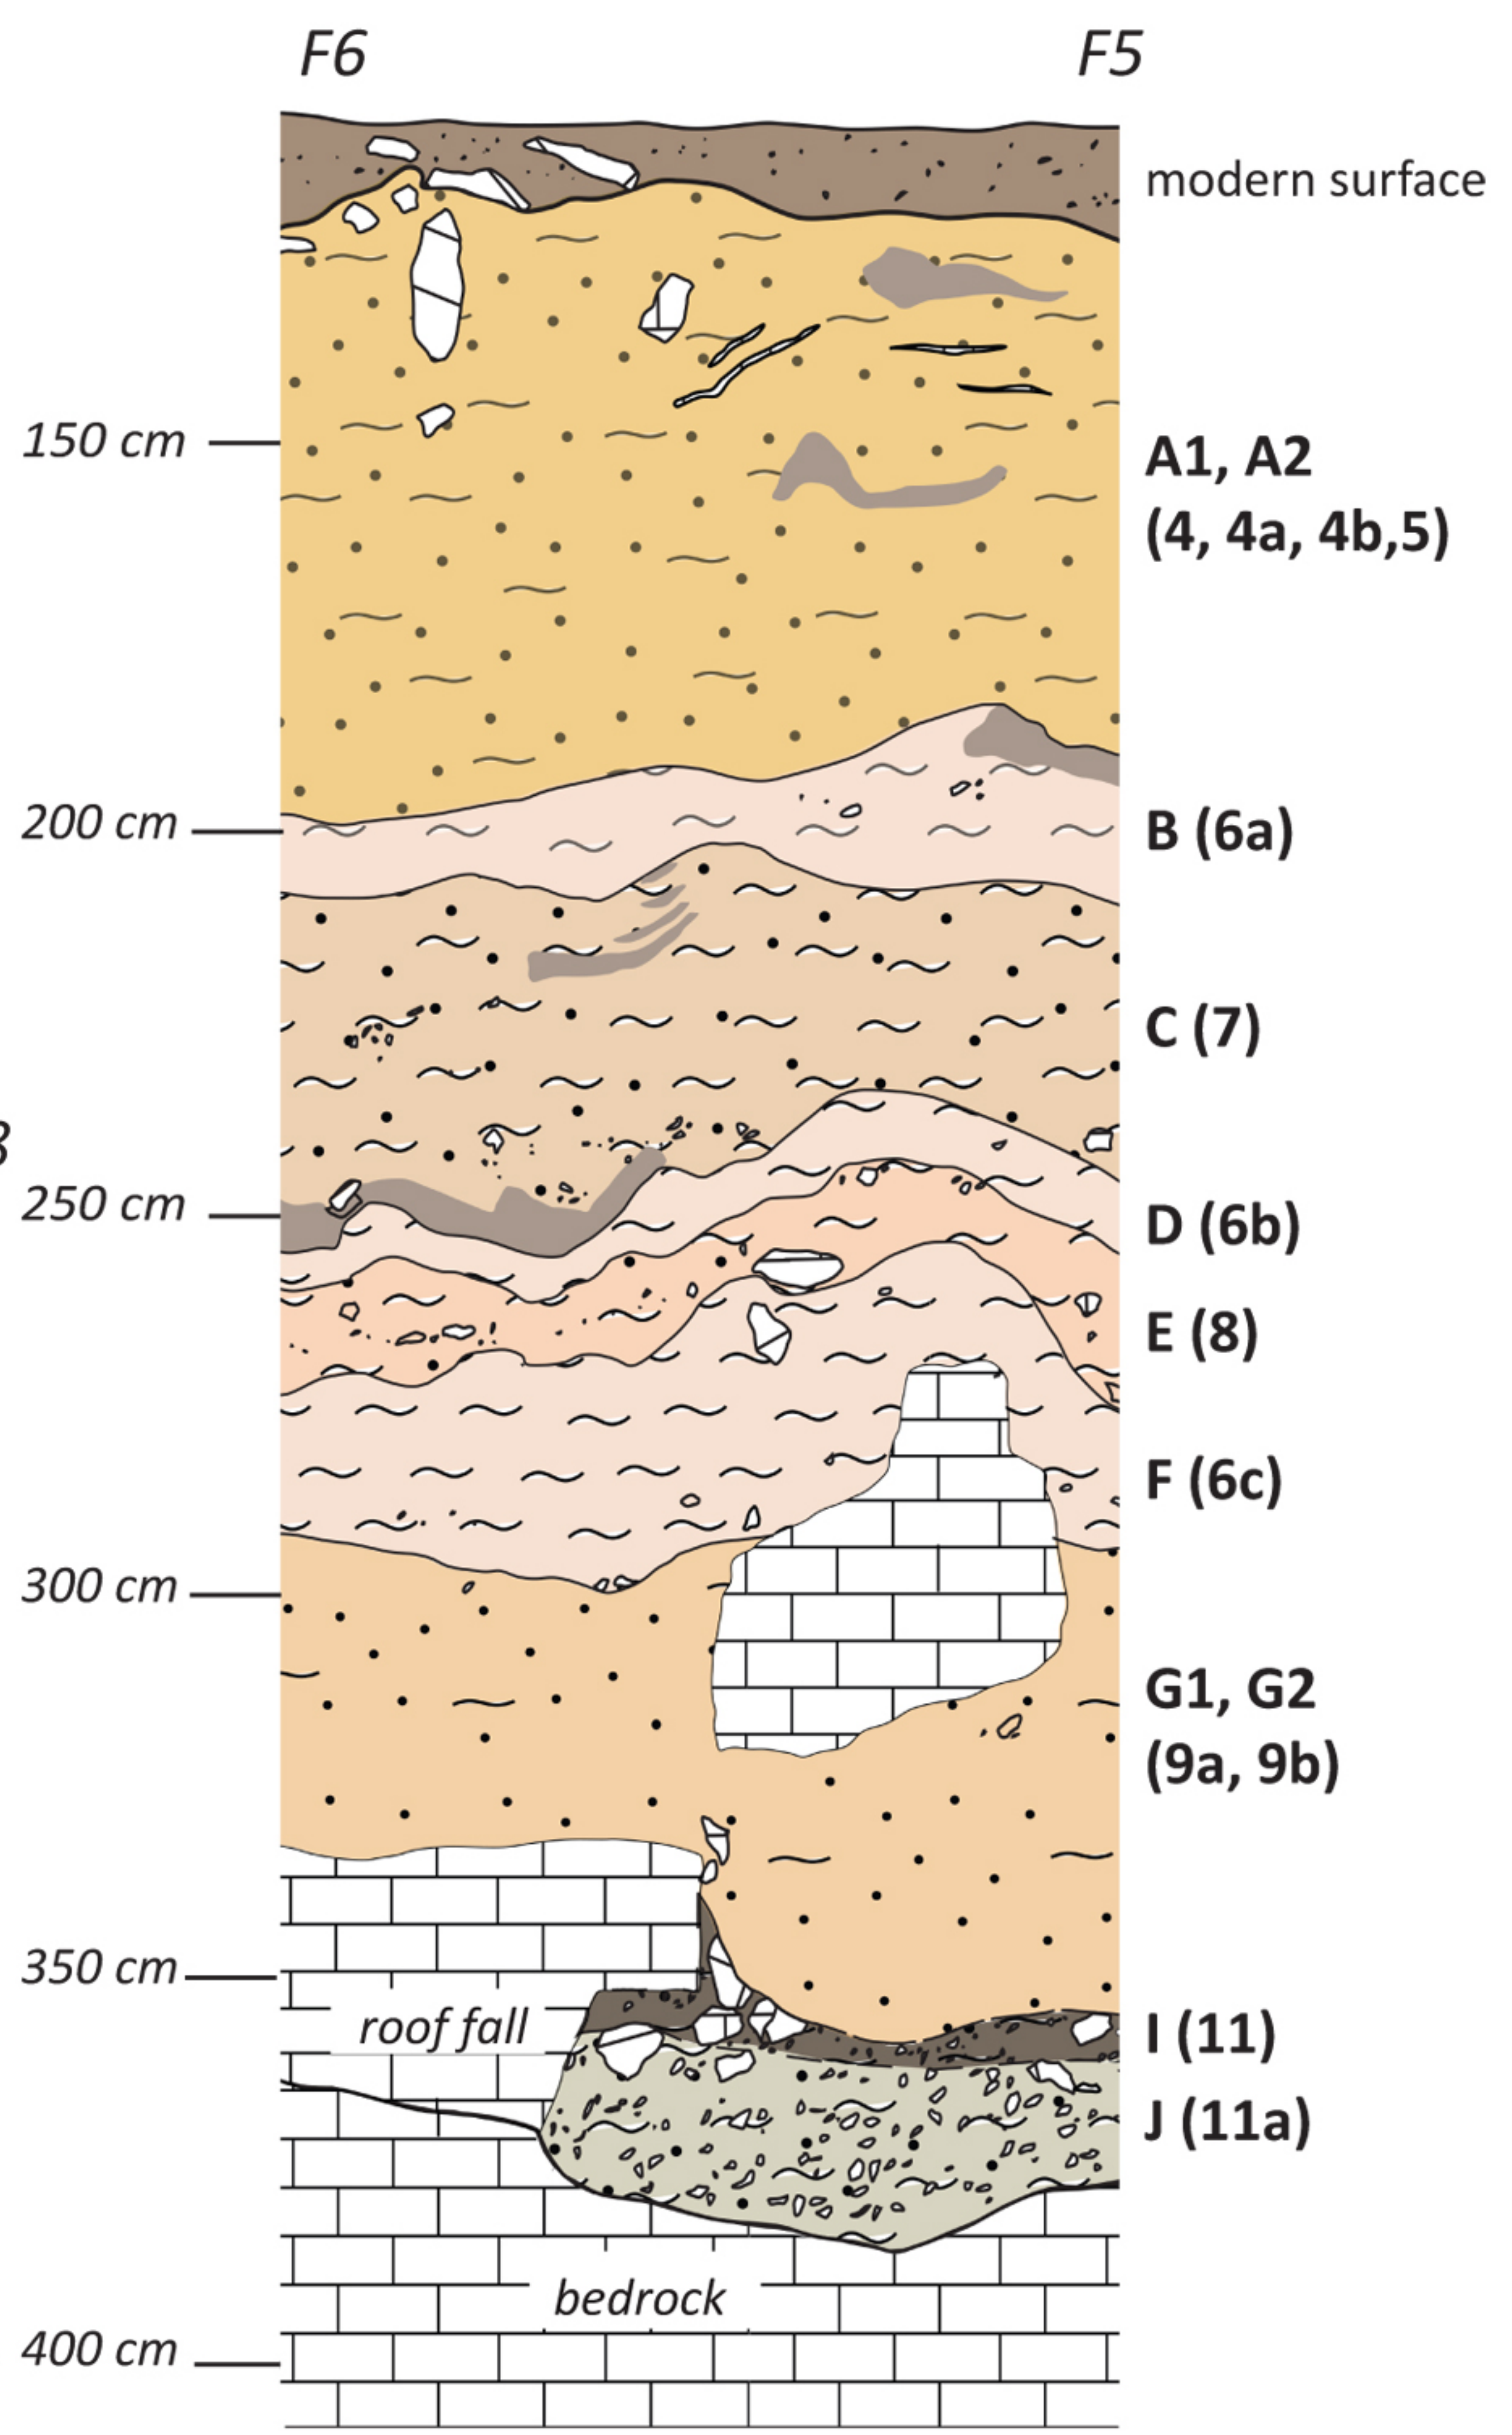 F6 F5
modern surface
150 cm
A1, A2
(4, 4a, 4b,5)
200 cm
B (6a)
C (7)
250 cm
D (6b)
E (8)
F (6c)
300 cm
G1, G2
(9a, 9b)
350 cm
roof fall
I (11)
J (11a)
bedrock
400 cm